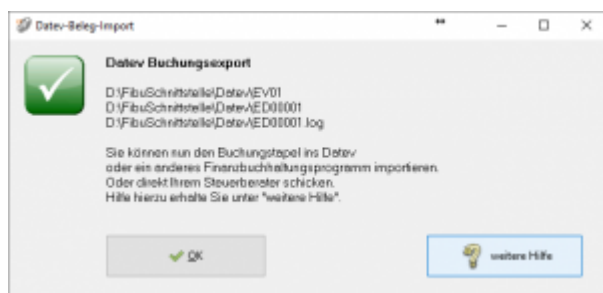 Datev-Beleg-Import
Datev Buchungsexport
D:\FibuSchnittstelle\Datev\EV01
D:\FibuSchnittstelle\Datev\ED00001
D:\FibuSchnittstelle\Datev\ED00001.log
Sie können nun den Buchungstapel ins Datev
oder ein anderes Finanzbuchhaltungsprogramm importieren.
Oder direkt Ihrem Steuerberater schicken.
Hilfe hierzu erhalte Sie unter "weitere Hilfe".
OK
weitere Hilfe